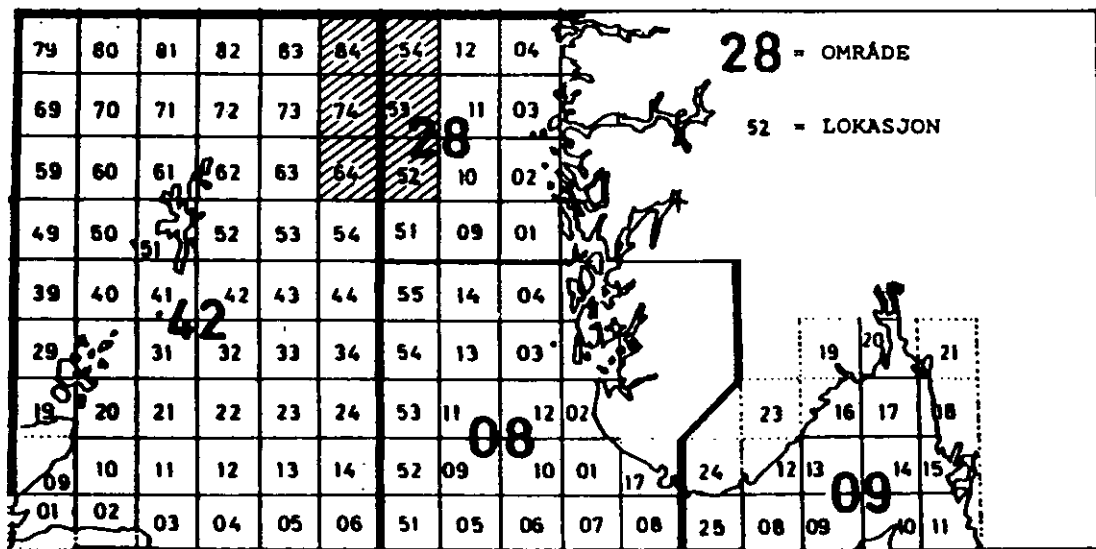 79 80 81 82 83 84 54 12 04 28 = OMRÅDE
69 70 71 72 73 74 53 11 03
28 52 = LOKASJON
59 60 61 62 63 64 52 10 02
49 50 51 52 53 54 51 09 01
39 40 41 42 43 44 55 14 04
42
29 31 32 33 34 54 13 03 19 20 21
19 20 21 22 23 24 53 11 12 02 23 16 17 18
08
09 10 11 12 13 14 52 09 10 01 17 24 12 13 14 15
09
01 02 03 04 05 06 51 05 06 07 08 25 08 09 10 11